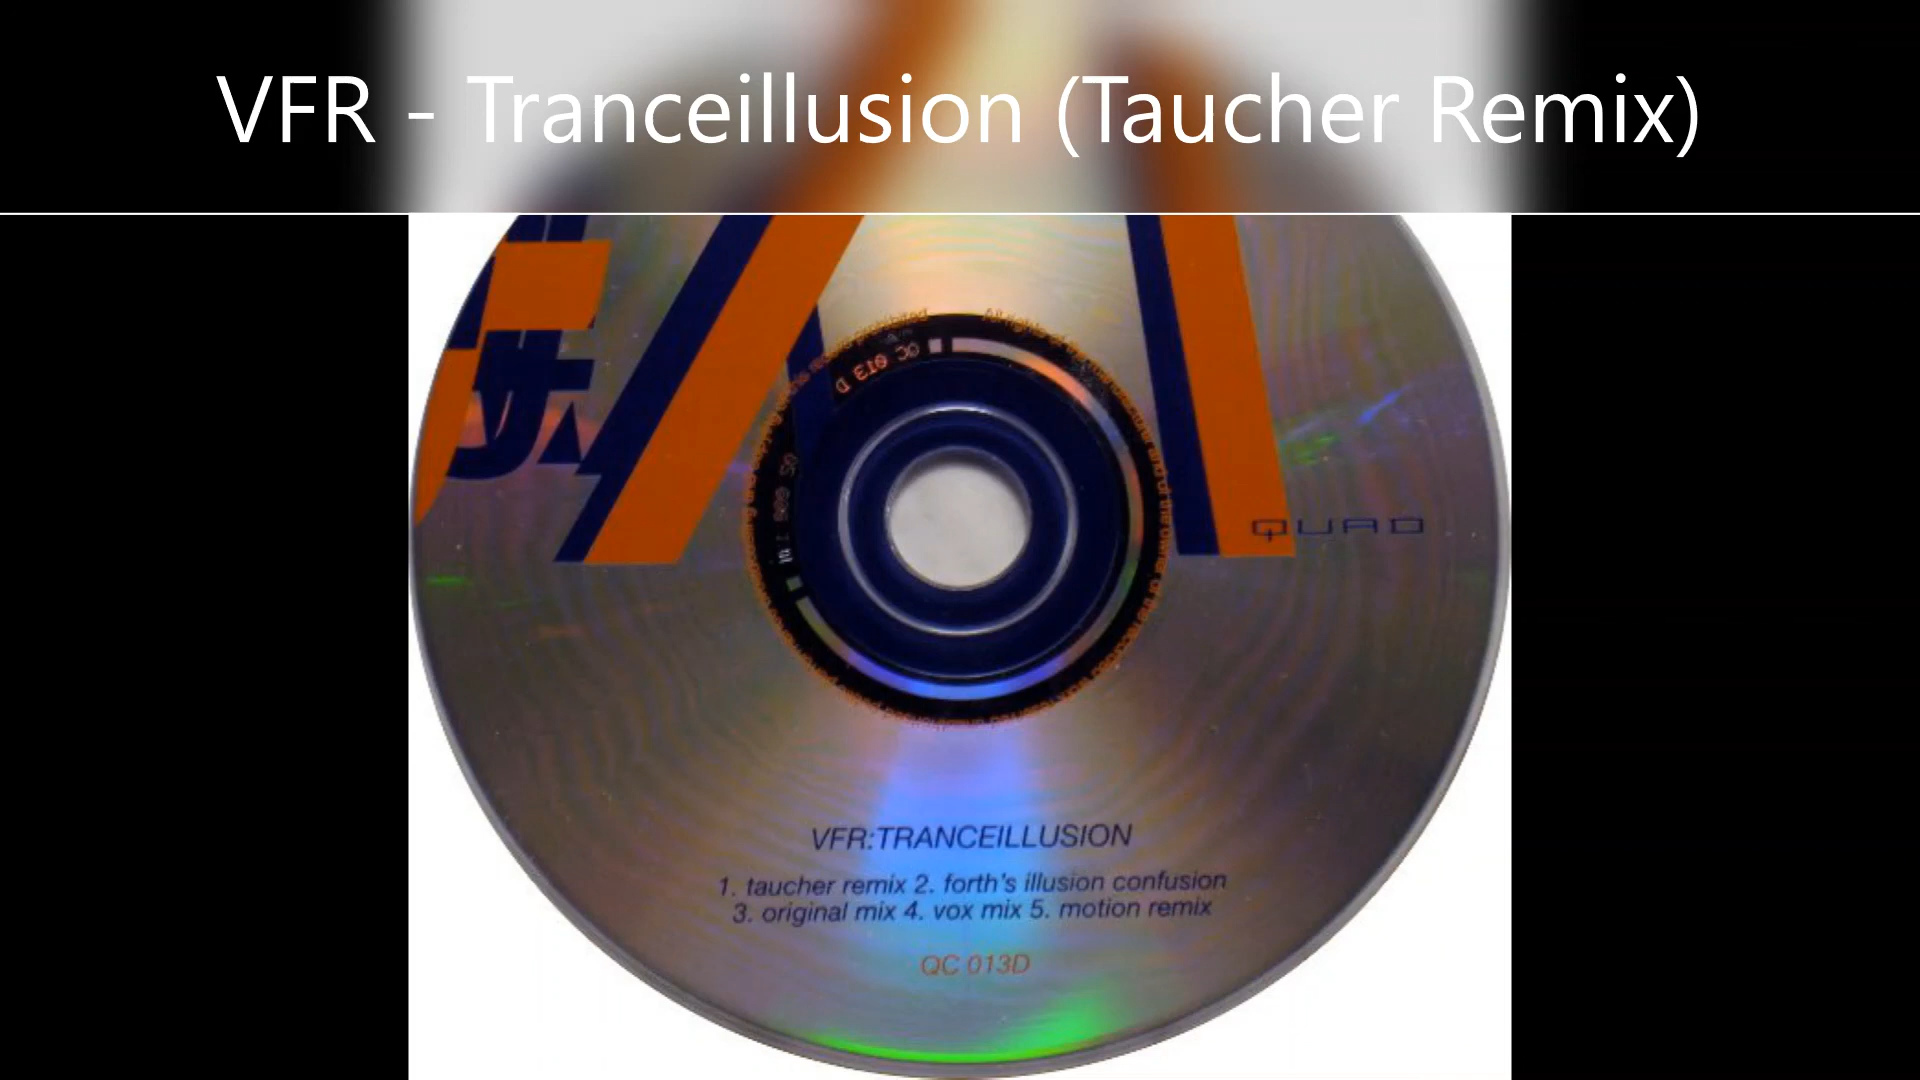 VFR - Tranceillusion (Taucher Remix)
QC 013 D
QUAD
VFR:TRANCEILLUSION
1. taucher remix 2. forth's illusion confusion
3. original mix 4. vox mix 5. motion remix
QC 013D